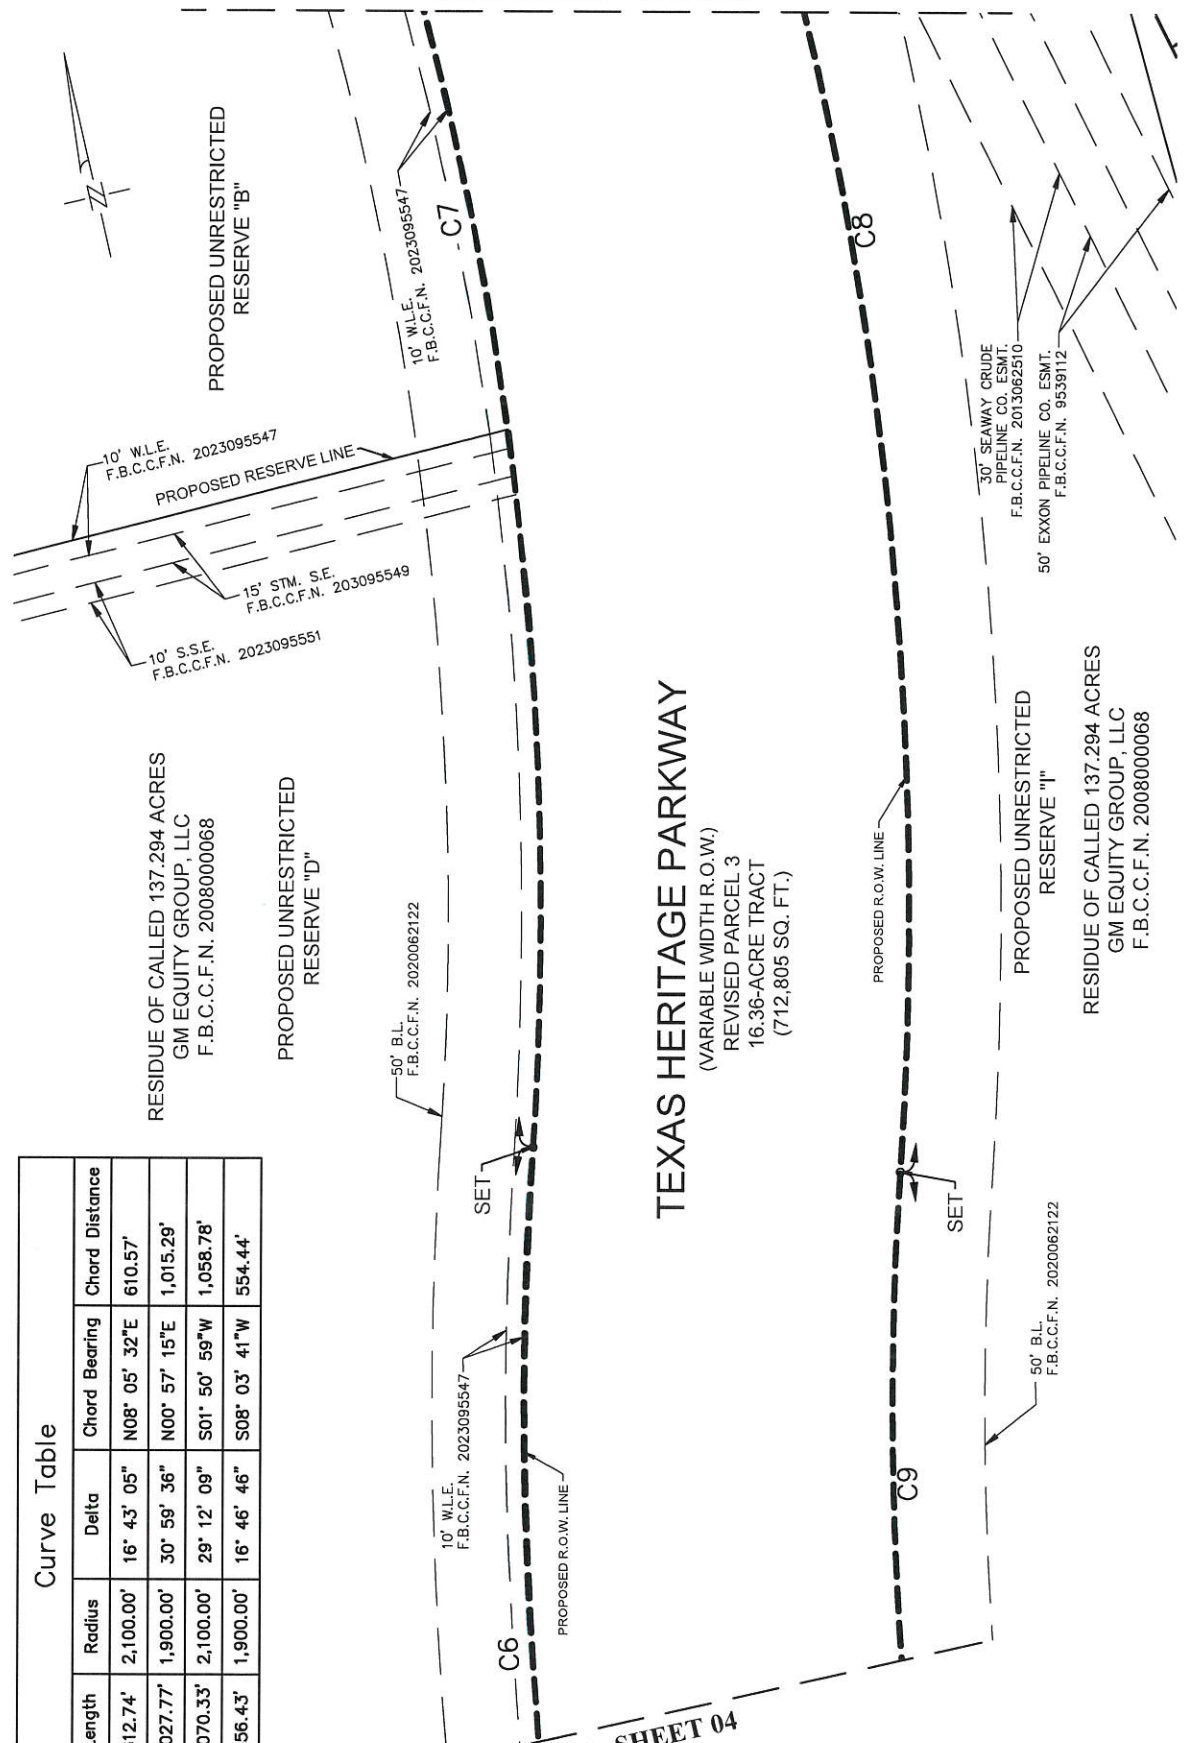 Curve Table
Radius Delta Chord Bearing Chord Distance
2,100.00' 16° 43' 05" N08° 05' 32"E 610.57'
1,900.00' 30° 59' 36" N00° 57' 15"E 1,015.29'
2,100.00' 29° 12' 09" S01° 50' 59"W 1,058.78'
1,900.00' 16° 46' 46" S08° 03' 41"W 554.44'
RESIDUE OF CALLED 137.294 ACRES
GM EQUITY GROUP, LLC
F.B.C.C.F.N. 2008000068
PROPOSED UNRESTRICTED
RESERVE "D"
10' S.S.E.
F.B.C.C.F.N. 2023095551
15' STM. S.E.
F.B.C.C.F.N. 203095549
10' W.L.E.
F.B.C.C.F.N. 2023095547
PROPOSED RESERVE LINE
PROPOSED UNRESTRICTED
RESERVE "B"
N
50' B.L.
F.B.C.C.F.N. 2020062122
10' W.L.E.
F.B.C.C.F.N. 2023095547
C7
10' W.L.E.
F.B.C.C.F.N. 2023095547
SET
C6
PROPOSED R.O.W. LINE
TEXAS HERITAGE PARKWAY
(VARIABLE WIDTH R.O.W.)
REVISED PARCEL 3
16.36-ACRE TRACT
(712,805 SQ. FT.)
SHEET 04
C8
PROPOSED R.O.W. LINE
C9
SET
50' B.L.
F.B.C.C.F.N. 2020062122
30' SEAWAY CRUDE
PIPELINE CO. ESMT.
F.B.C.C.F.N. 2013062510
50' EXXON PIPELINE CO. ESMT.
F.B.C.C.F.N. 9539112
PROPOSED UNRESTRICTED
RESERVE "I"
RESIDUE OF CALLED 137.294 ACRES
GM EQUITY GROUP, LLC
F.B.C.C.F.N. 2008000068